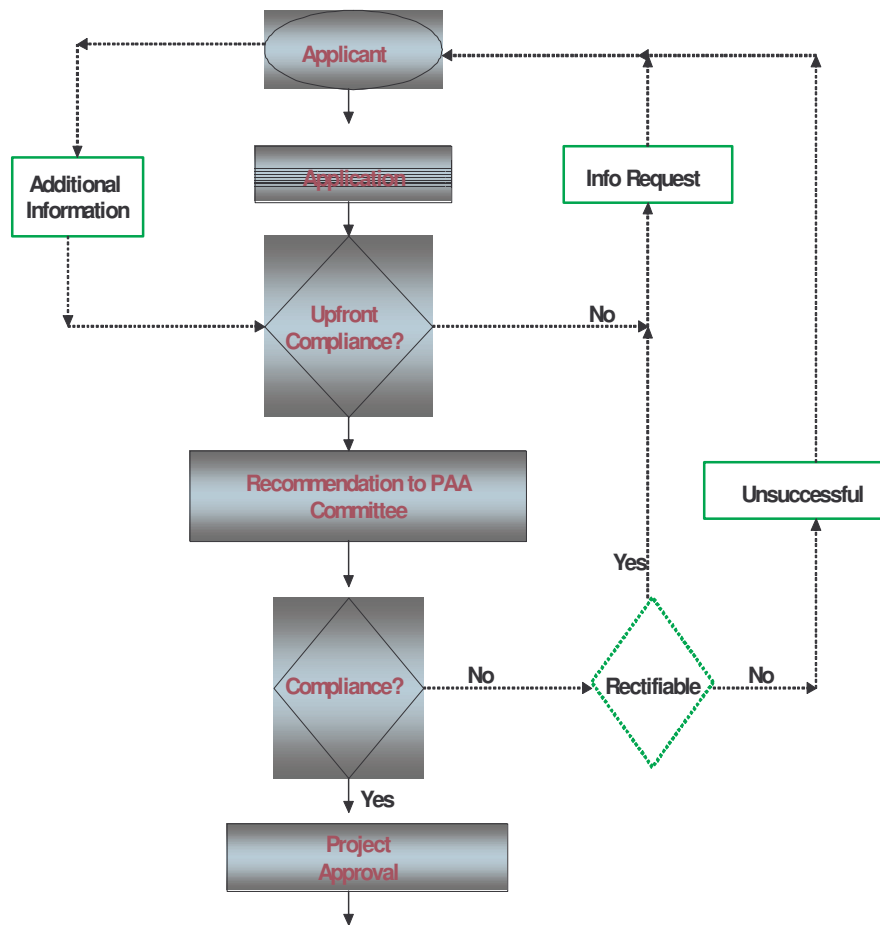 Applicant
Application
Additional
Information
Info Request
Upfront
Compliance?
No
Recommendation to PAA
Committee
Unsuccessful
Yes
Compliance?
No
Rectifiable
No
Yes
Project
Approval